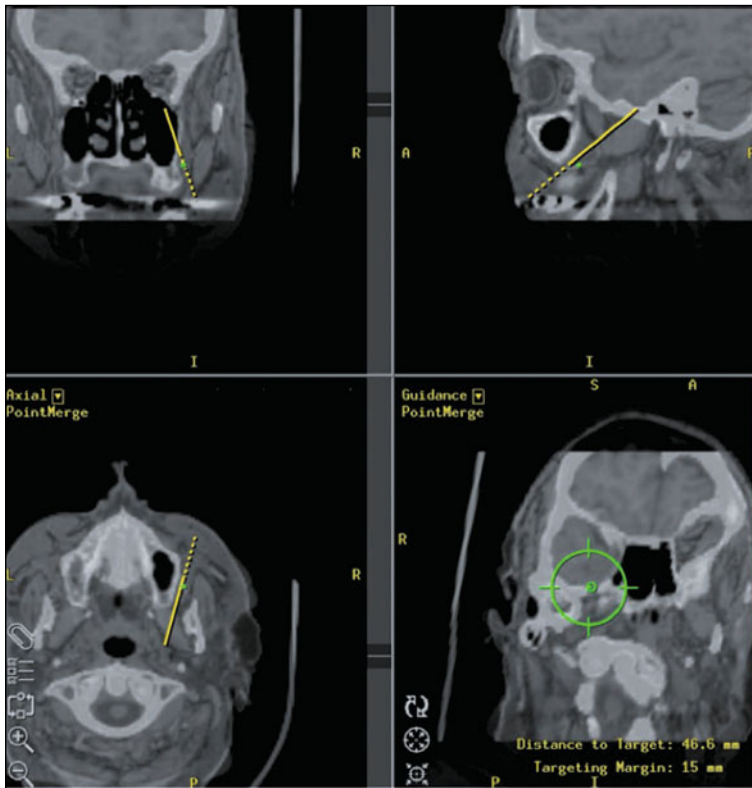 L
R
I
A
P
I
Axial
PointMerge
L
R
P
Guidance
PointMerge
S
A
R
Distance to Target: 46.6 mm
Targeting Margin: 15 mm
P
I